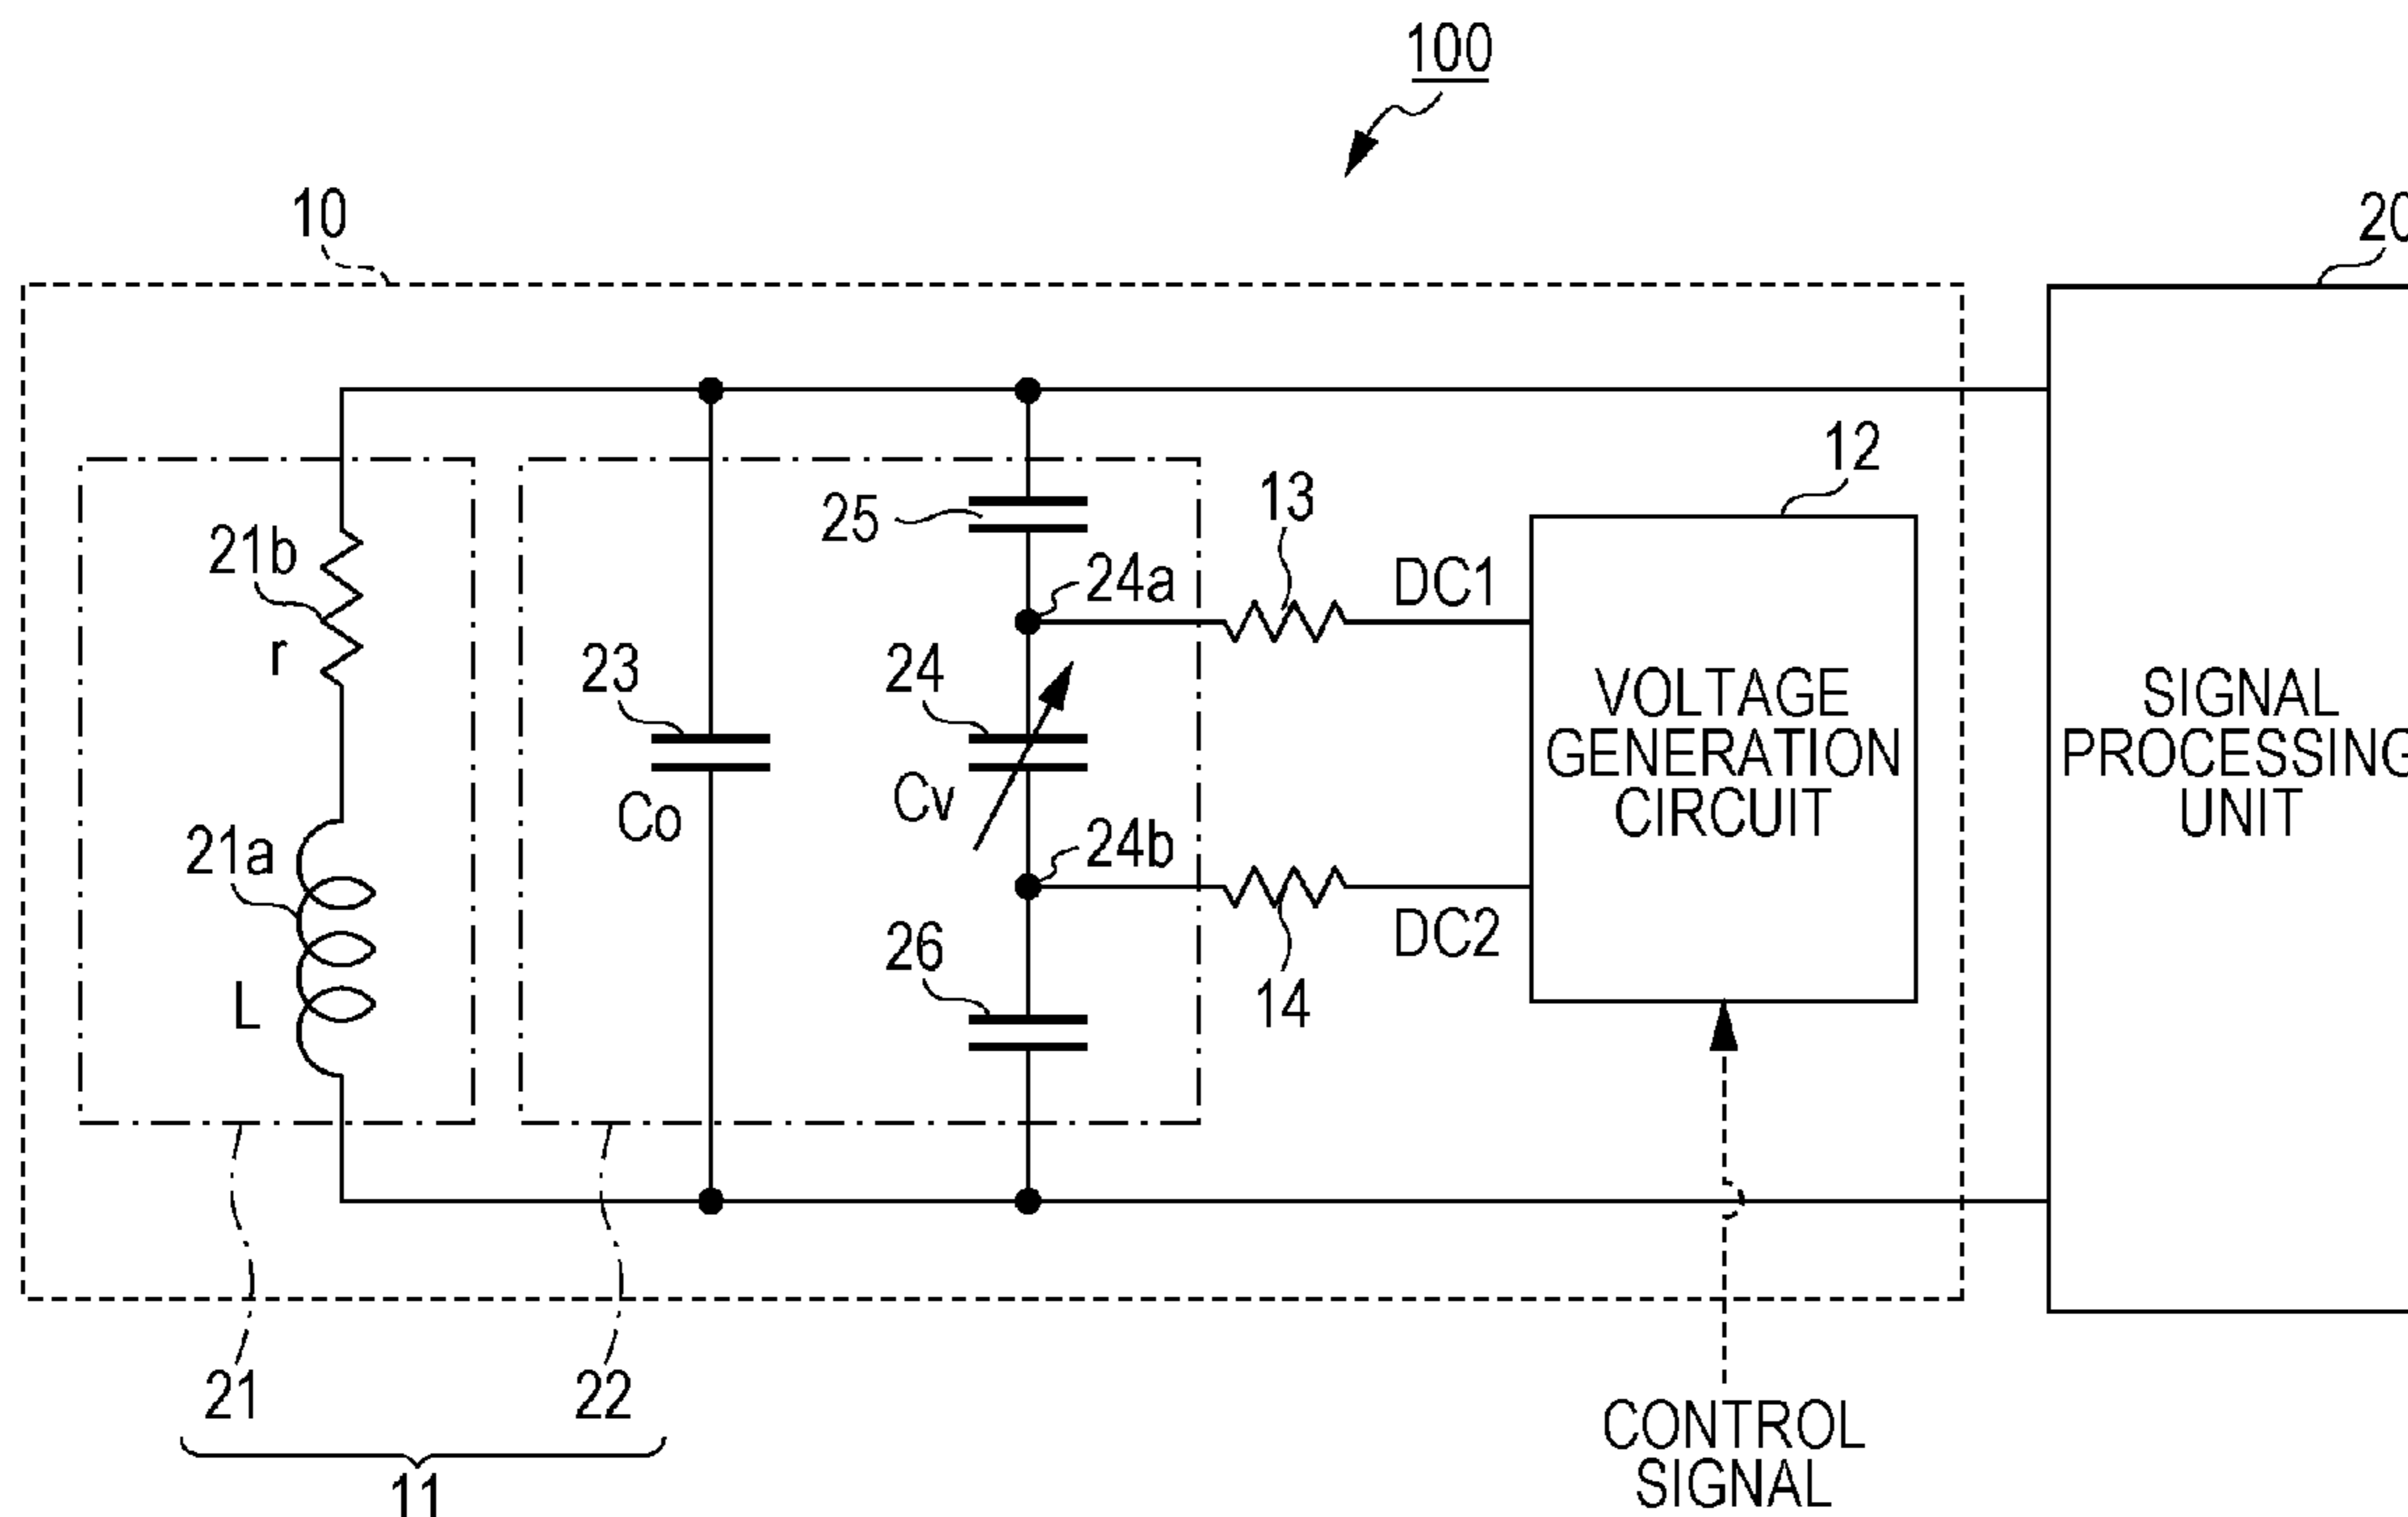 100
10
20
12
13
25
21b
24a
DC1
r
23
24
VOLTAGE
GENERATION
CIRCUIT
SIGNAL
PROCESSING
UNIT
Cv
Co
21a
24b
DC2
26
L
14
21
22
11
CONTROL
SIGNAL